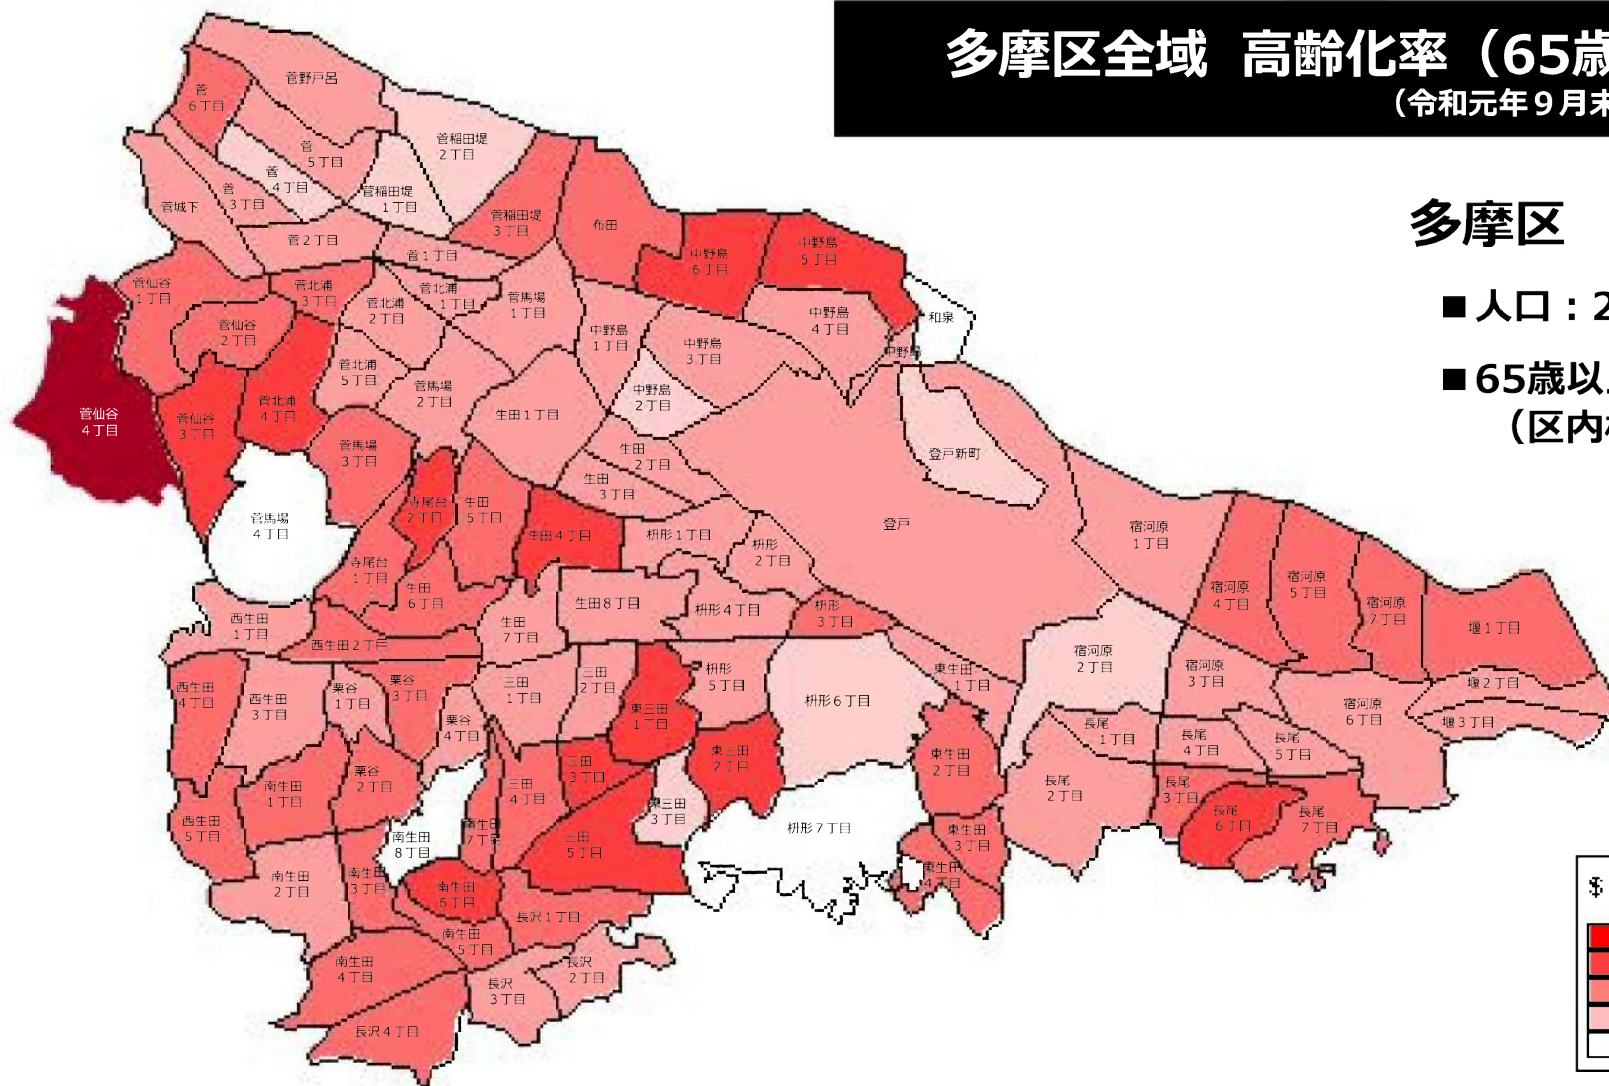 多摩区全域 高齢化率（65歳
（令和元年９月末
多摩区
■人口：2
■65歳以
（区内
菅野戸呂
菅
６丁目
菅稲田堤
２丁目
菅
５丁目
菅
４丁目
菅稲田堤
１丁目
菅
３丁目
菅城下
菅稲田堤
３丁目
布田
菅２丁目
菅１丁目
中野島
６丁目
中野島
５丁目
菅仙谷
１丁目
菅北浦
３丁目
菅北浦
２丁目
菅北浦
１丁目
菅馬場
１丁目
和泉
菅仙谷
２丁目
中野島
１丁目
中野島
３丁目
中野島
４丁目
中野島
菅北浦
５丁目
菅馬場
２丁目
中野島
２丁目
菅仙谷
４丁目
菅仙谷
３丁目
菅北浦
４丁目
生田１丁目
菅馬場
３丁目
生田
２丁目
登戸新町
生田
３丁目
寺尾台
２丁目
生田
５丁目
菅馬場
４丁目
生田４丁目
枡形１丁目
枡形
２丁目
登戸
宿河原
１丁目
寺尾台
１丁目
生田
６丁目
生田８丁目
枡形４丁目
枡形
３丁目
宿河原
４丁目
宿河原
５丁目
宿河原
７丁目
堰１丁目
西生田
１丁目
生田
７丁目
西生田２丁目
宿河原
２丁目
宿河原
３丁目
西生田
４丁目
西生田
３丁目
栗谷
１丁目
栗谷
３丁目
三田
１丁目
三田
２丁目
枡形
５丁目
東生田
１丁目
堰２丁目
枡形６丁目
東三田
１丁目
宿河原
６丁目
堰３丁目
栗谷
４丁目
長尾
１丁目
長尾
４丁目
長尾
５丁目
東三田
２丁目
東生田
２丁目
栗谷
２丁目
三田
３丁目
南生田
１丁目
三田
４丁目
長尾
２丁目
長尾
３丁目
東三田
３丁目
長尾
６丁目
長尾
７丁目
西生田
５丁目
南生田
７丁目
枡形７丁目
東生田
３丁目
南生田
８丁目
三田
５丁目
東生田
４丁目
南生田
２丁目
南生田
３丁目
南生田
６丁目
長沢１丁目
南生田
５丁目
南生田
４丁目
長沢
２丁目
長沢
３丁目
長沢４丁目